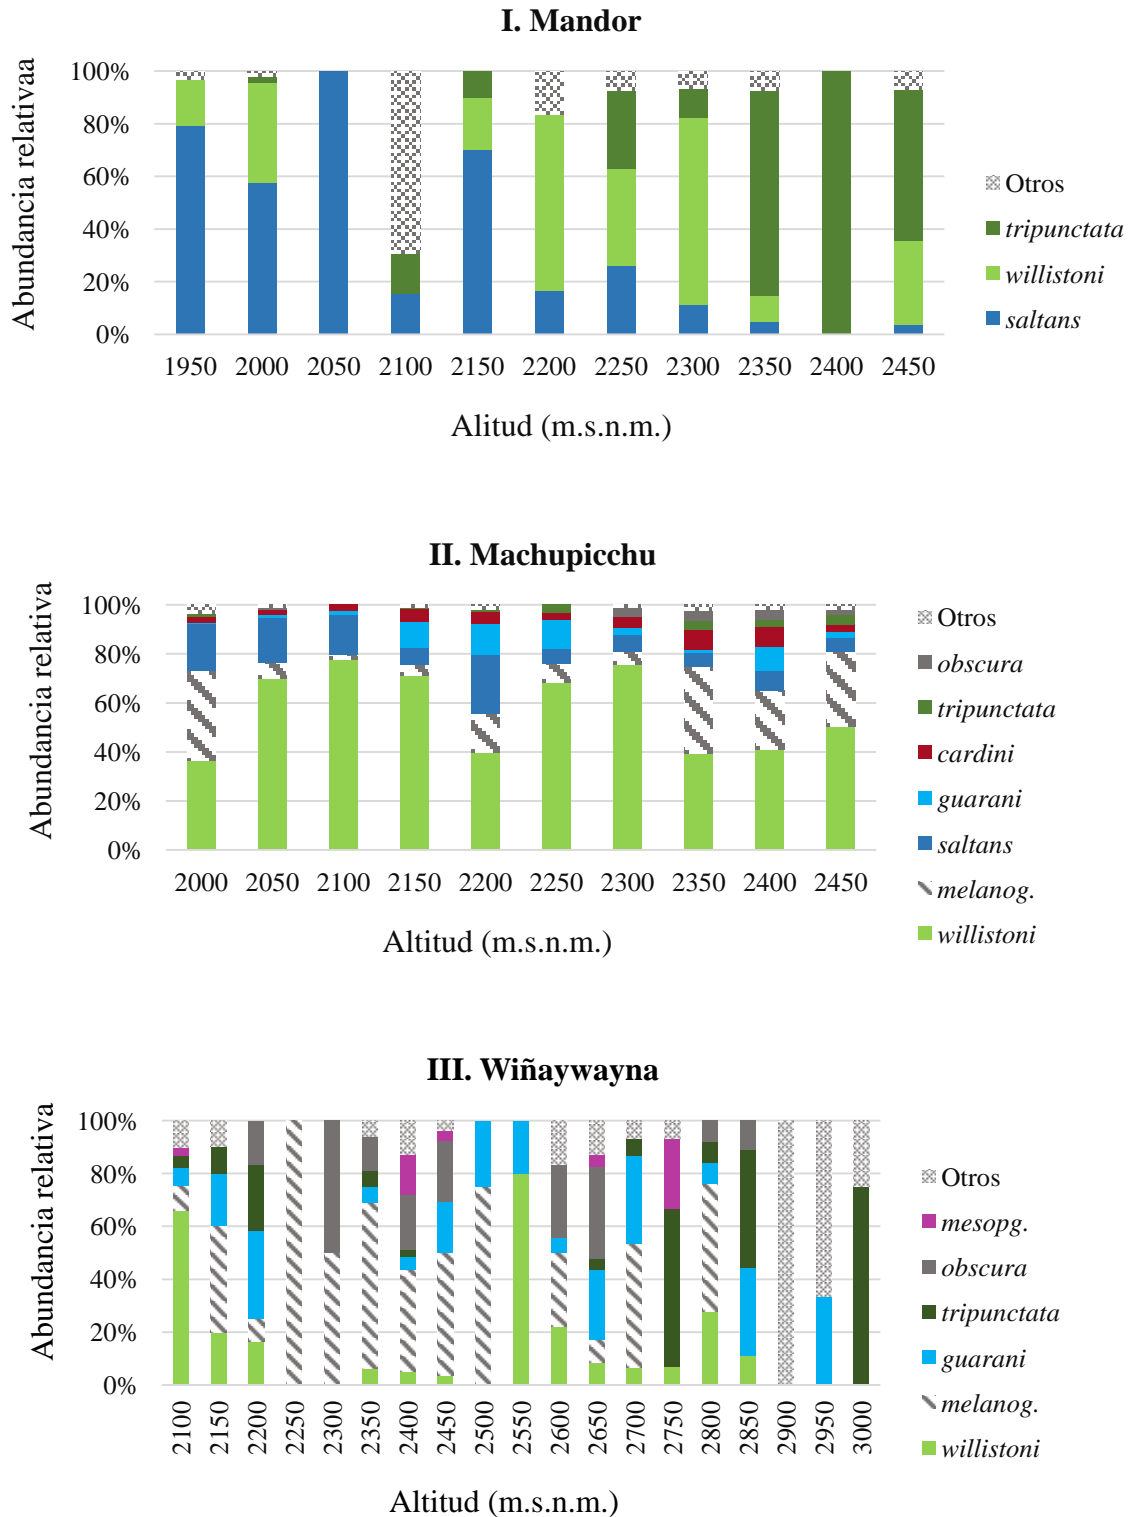 I. Mandor
Abundancia relativaa
100%
80%
60%
40%
20%
0%
1950 2000 2050 2100 2150 2200 2250 2300 2350 2400 2450
Alitud (m.s.n.m.)
Otros
tripunctata
willistoni
saltans
II. Machupicchu
Abundancia relativa
100%
80%
60%
40%
20%
0%
2000 2050 2100 2150 2200 2250 2300 2350 2400 2450
Altitud (m.s.n.m.)
Otros
obscura
tripunctata
cardini
guarani
saltans
melanog.
willistoni
III. Wiñaywayna
Abundancia relativa
100%
80%
60%
40%
20%
0%
2100 2150 2200 2250 2300 2350 2400 2450 2500 2550 2600 2650 2700 2750 2800 2850 2900 2950 3000
Altitud (m.s.n.m.)
Otros
mesopg.
obscura
tripunctata
guarani
melanog.
willistoni